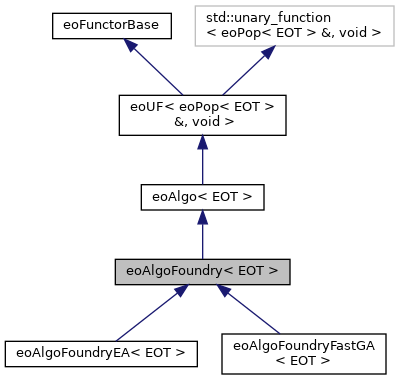 eoFunctorBase
std::unary_function
< eoPop< EOT > &, void >
eoUF< eoPop< EOT >
&, void >
eoAlgo< EOT >
eoAlgoFoundry< EOT >
eoAlgoFoundryEA< EOT >
eoAlgoFoundryFastGA
< EOT >